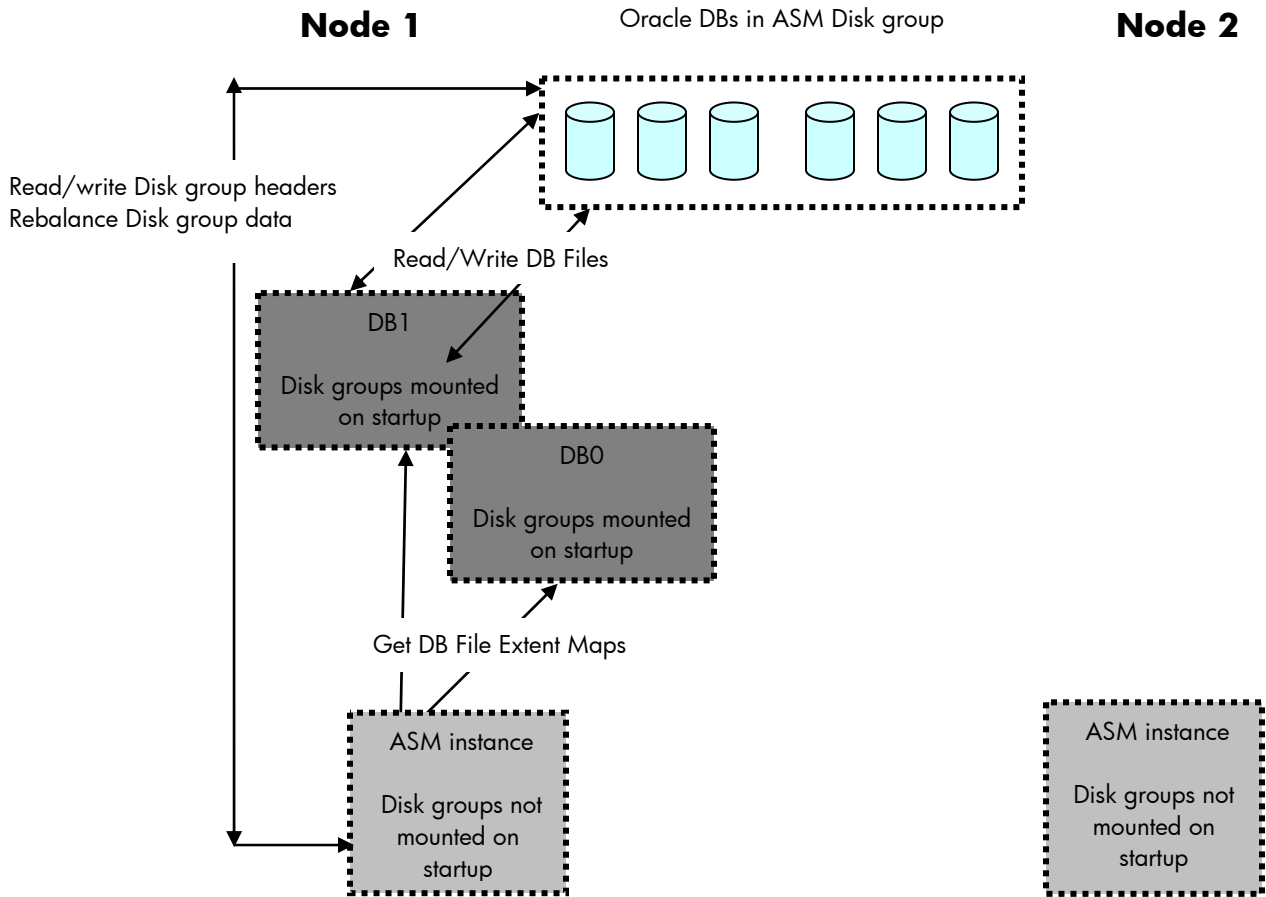 Node 1
Oracle DBs in ASM Disk group
Node 2
Read/write Disk group headers
Rebalance Disk group data
Read/Write DB Files
DB1
Disk groups mounted
on startup
DB0
Disk groups mounted
on startup
Get DB File Extent Maps
ASM instance
Disk groups not
mounted on
startup
ASM instance
Disk groups not
mounted on
startup